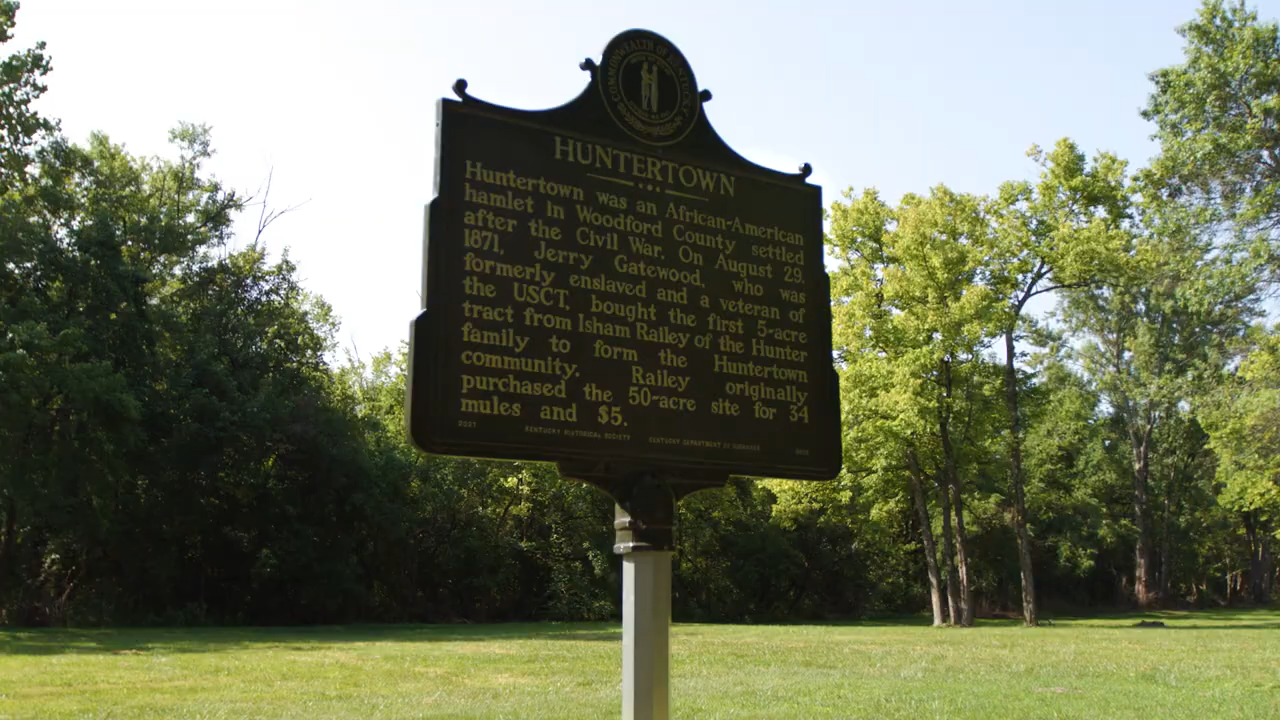 COMMONWEALTH OF KENTUCKY
HUNTERTOWN
Huntertown was an African-American
hamlet in Woodford County settled
after the Civil War. On August 29,
1871, Jerry Gatewood, who was
formerly enslaved and a veteran of
the USCT, bought the first 5-acre
tract from Isham Railey of the Hunter
family to form the Huntertown
community. Railey originally
purchased the 50-acre site for 34
mules and $5.
KENTUCKY HISTORICAL SOCIETY KENTUCKY DEPARTMENT OF HIGHWAYS